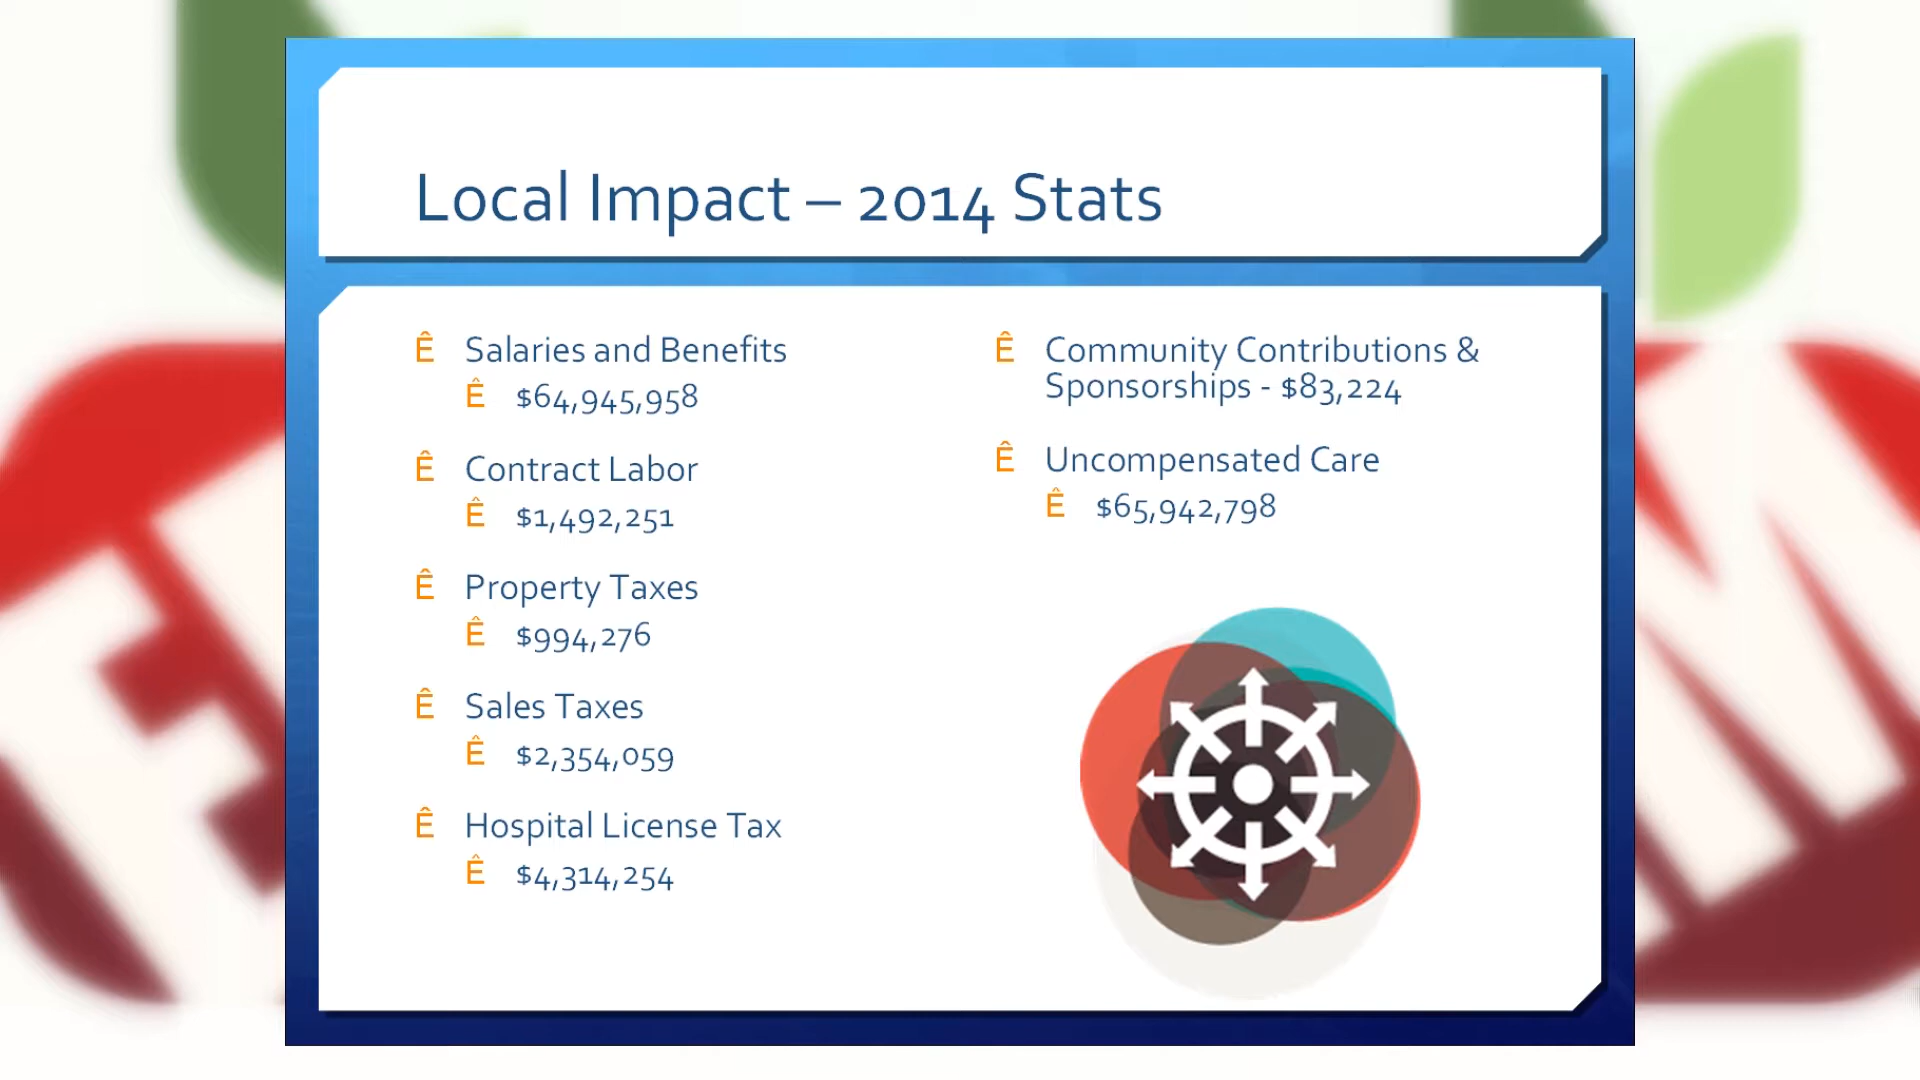 Local Impact – 2014 Stats
Ê Salaries and Benefits
Ê $64,945,958
Ê Contract Labor
Ê $1,492,251
Ê Property Taxes
Ê $994,276
Ê Sales Taxes
Ê $2,354,059
Ê Hospital License Tax
Ê $4,314,254
Ê Community Contributions &
Sponsorships - $83,224
Ê Uncompensated Care
Ê $65,942,798